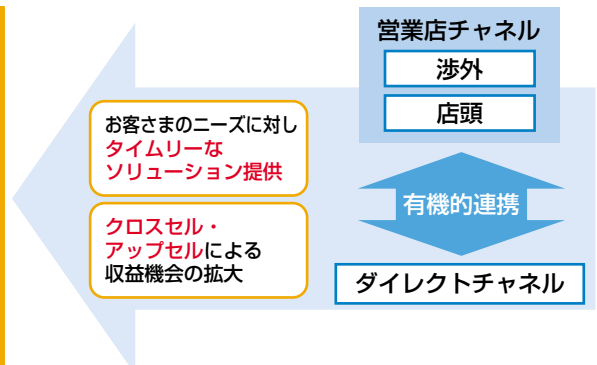 営業店チャネル
渉外
店頭
お客さまのニーズに対し
タイムリーな
ソリューション提供
有機的連携
クロスセル・
アップセルによる
収益機会の拡大
ダイレクトチャネル